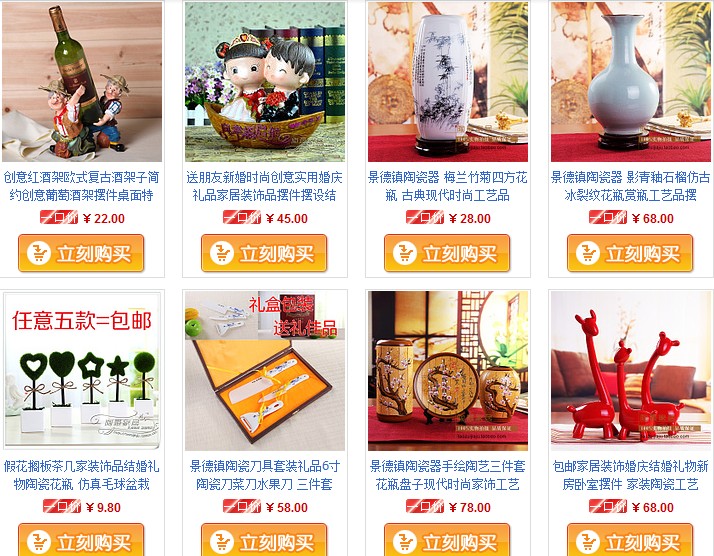 创意红酒架欧式复古酒架子简
约创意葡萄酒架摆件桌面特
一口价 ¥ 22.00
立刻购买
送朋友新婚时尚创意实用婚庆
礼品家居装饰品摆件摆设结
一口价 ¥ 45.00
立刻购买
景德镇陶瓷器 梅兰竹菊四方花
瓶 古典现代时尚工艺品
一口价 ¥ 28.00
立刻购买
景德镇陶瓷器 影青釉石榴仿古
冰裂纹花瓶赏瓶工艺品摆
一口价 ¥ 68.00
立刻购买
任意五款=包邮
假花搁板茶几家装饰品结婚礼
物陶瓷花瓶 仿真毛球盆栽
一口价 ¥ 9.80
立刻购买
礼盒包装
送礼佳品
景德镇陶瓷刀具套装礼品6寸
陶瓷刀菜刀水果刀 三件套
一口价 ¥ 58.00
立刻购买
景德镇陶瓷器手绘陶艺三件套
花瓶盘子现代时尚家饰工艺
一口价 ¥ 78.00
立刻购买
包邮家居装饰婚庆结婚礼物新
房卧室摆件 家装陶瓷工艺
一口价 ¥ 68.00
立刻购买